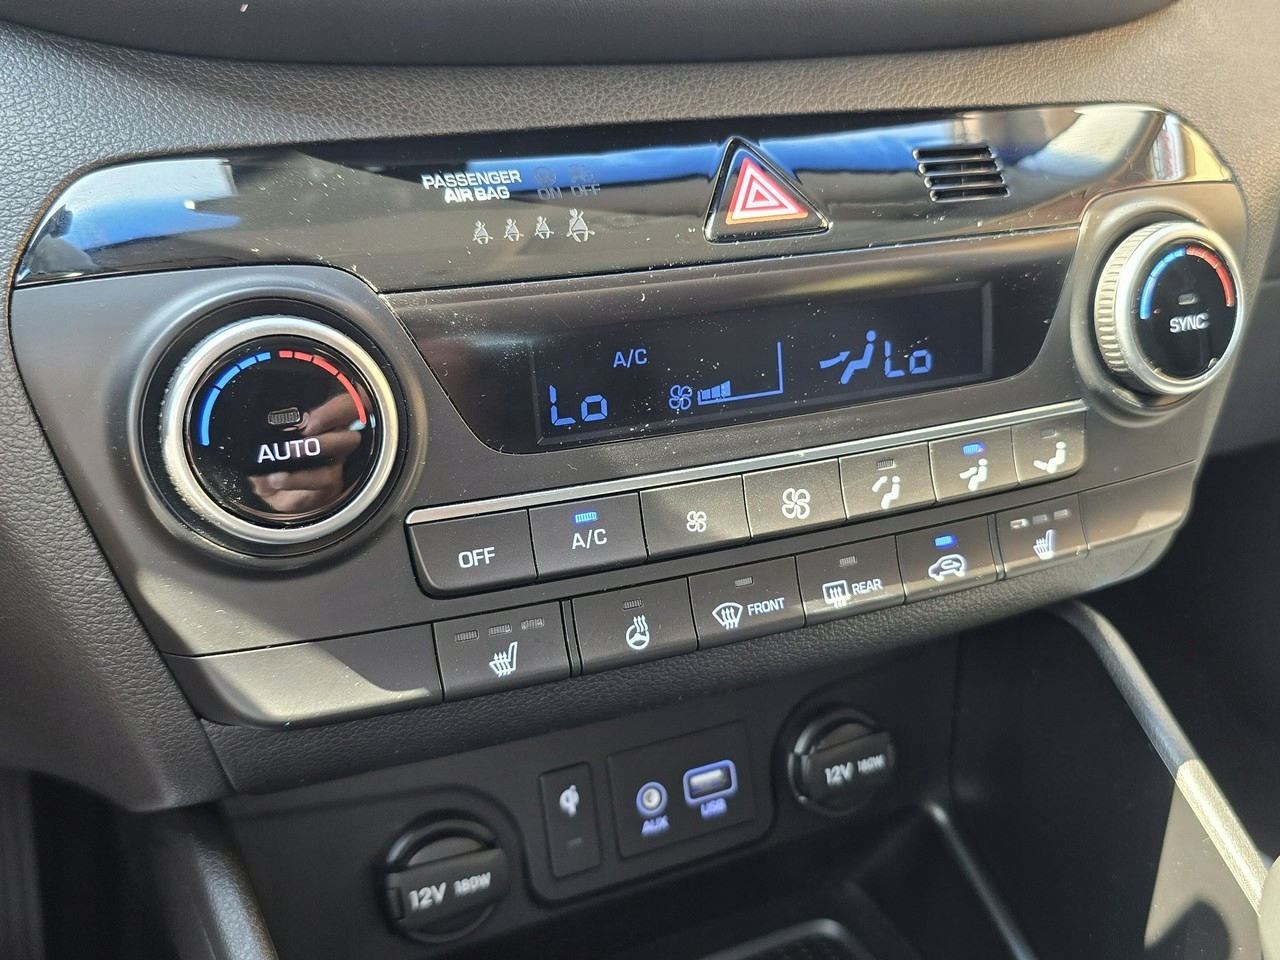 PASSENGER
AIR BAG
ON OFF
A/C
Lo
Lo
AUTO
SYNC
OFF
A/C
FRONT
REAR
AUX
USB
12V 180W
12V 180W